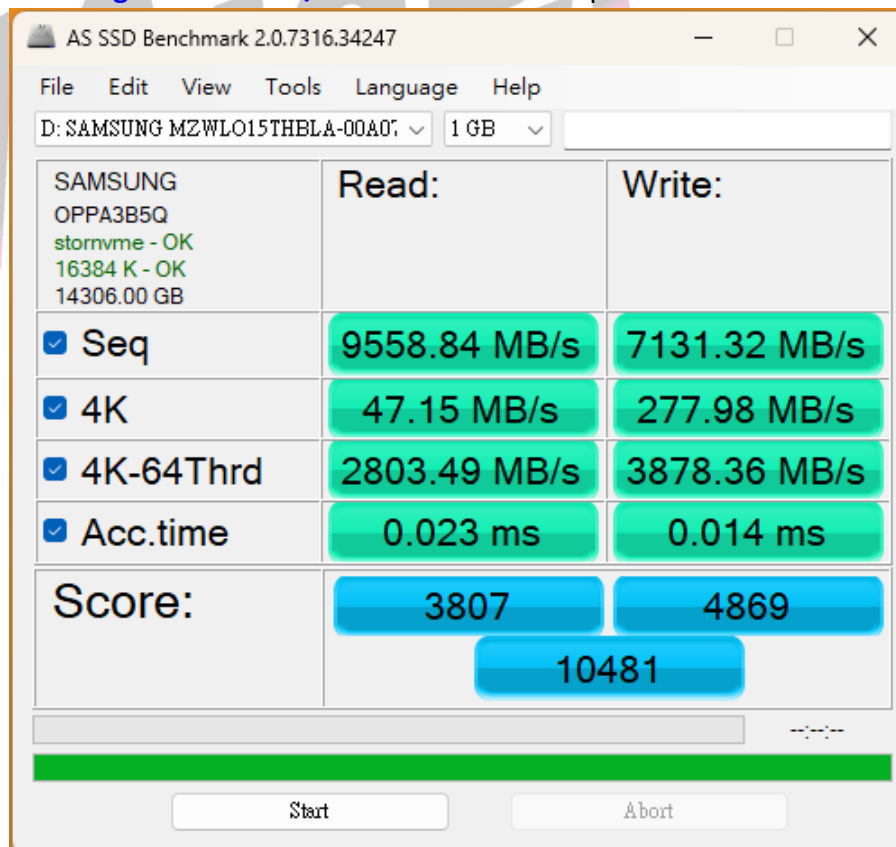 AS SSD Benchmark 2.0.7316.34247
File Edit View Tools Language Help
D: SAMSUNG MZWLO15THBLA-00A07 1 GB
SAMSUNG
OPPA3B5Q
stornvme - OK
16384 K - OK
14306.00 GB
Read: Write:
Seq 9558.84 MB/s 7131.32 MB/s
4K 47.15 MB/s 277.98 MB/s
4K-64Thrd 2803.49 MB/s 3878.36 MB/s
Acc.time 0.023 ms 0.014 ms
Score: 3807 4869
10481
--:--:--
Start Abort